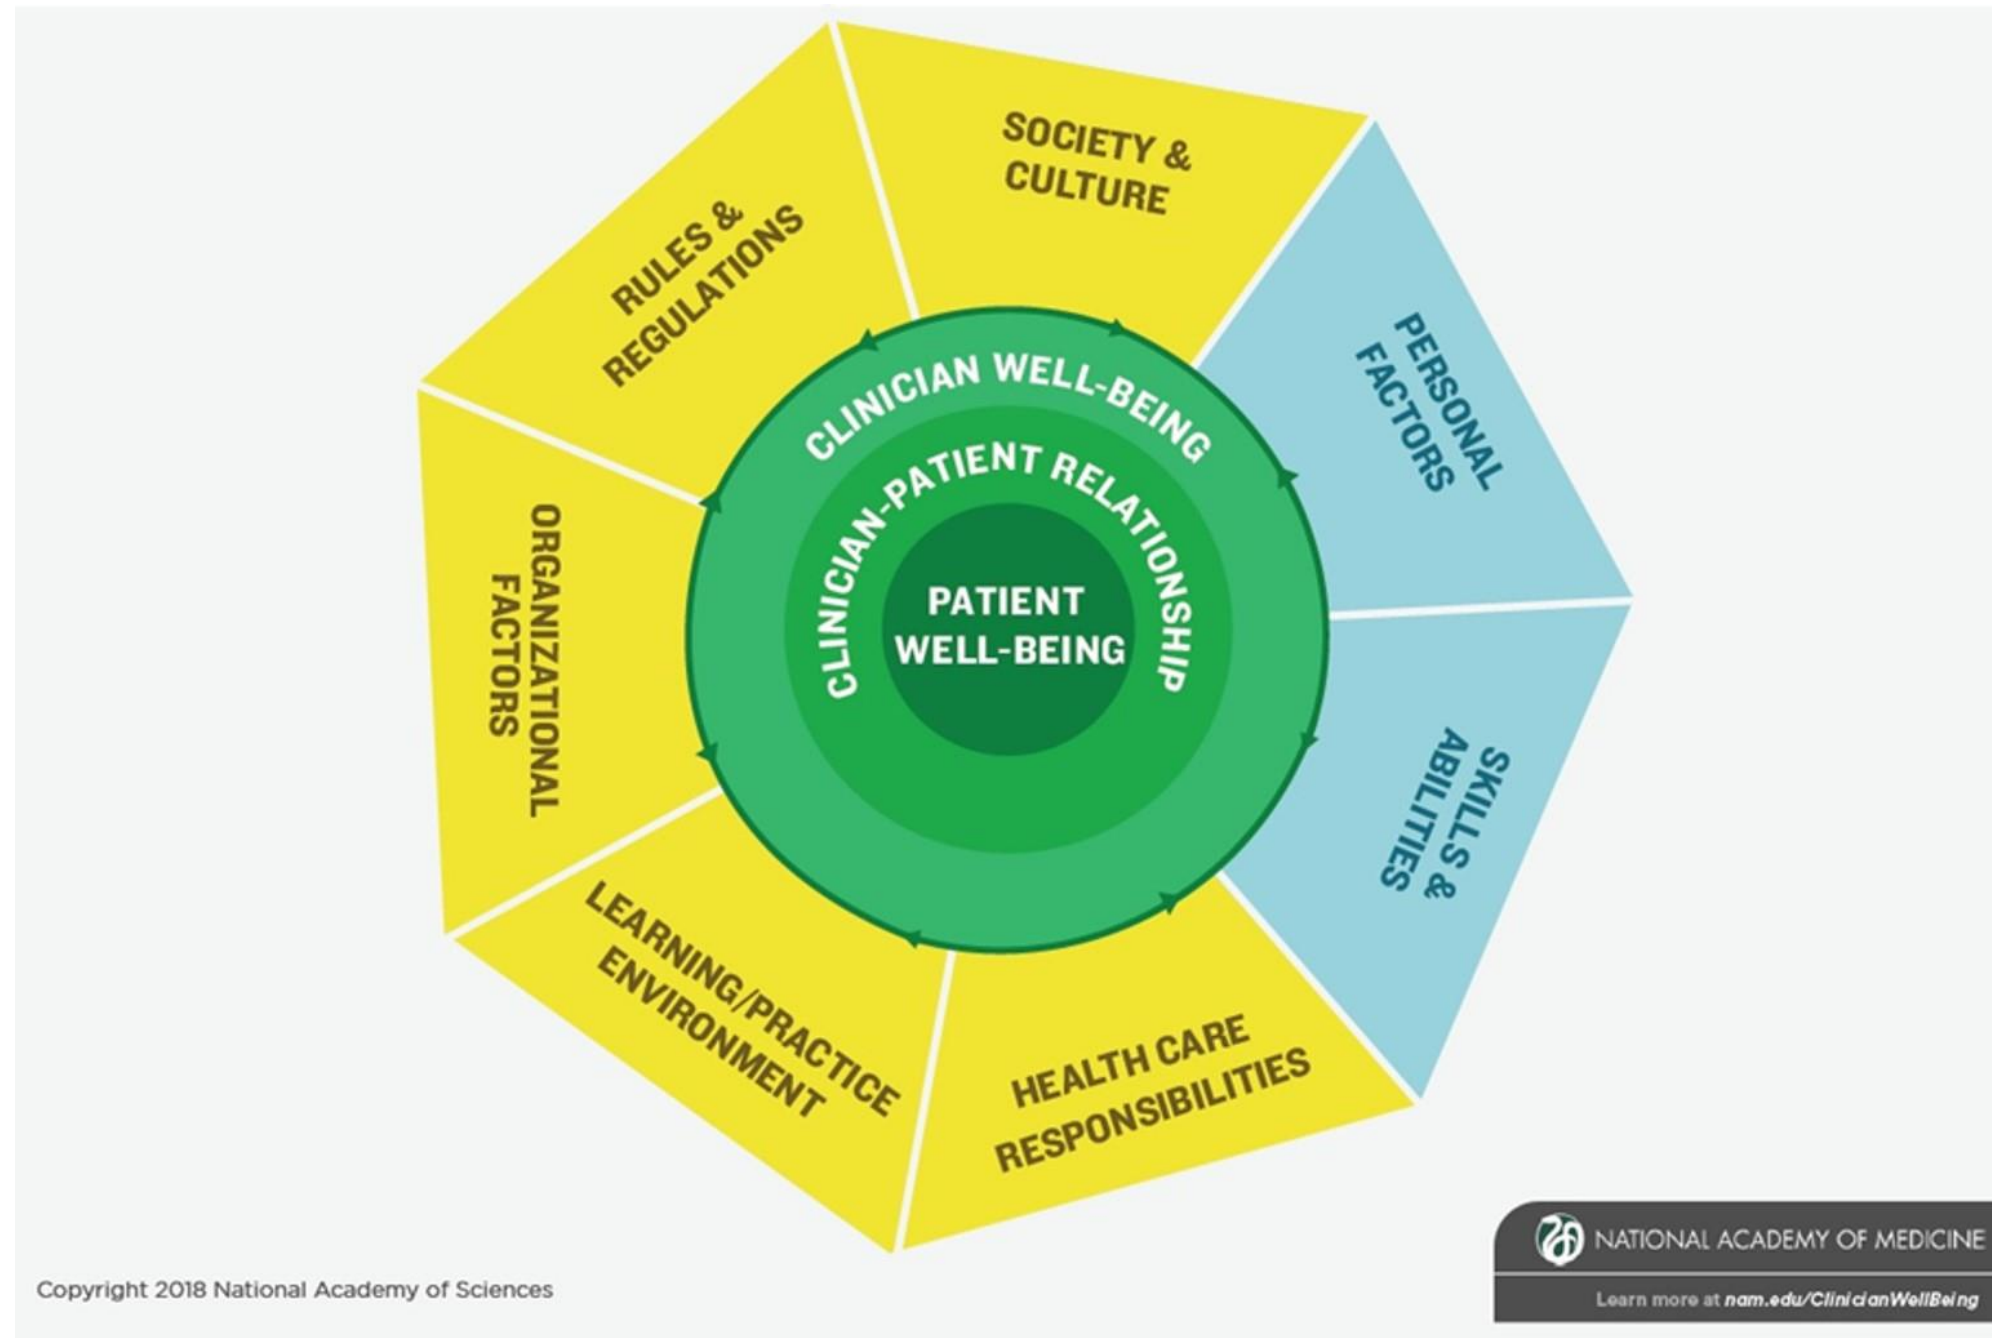 SOCIETY &
CULTURE
RULES &
REGULATIONS
PERSONAL
FACTORS
CLINICIAN WELL-BEING
CLINICIAN-PATIENT RELATIONSHIP
PATIENT
WELL-BEING
ORGANIZATIONAL
FACTORS
SKILLS &
ABILITIES
LEARNING/PRACTICE
ENVIRONMENT
HEALTH CARE
RESPONSIBILITIES
NATIONAL ACADEMY OF MEDICINE
Learn more at nam.edu/ClinicianWellBeing
Copyright 2018 National Academy of Sciences